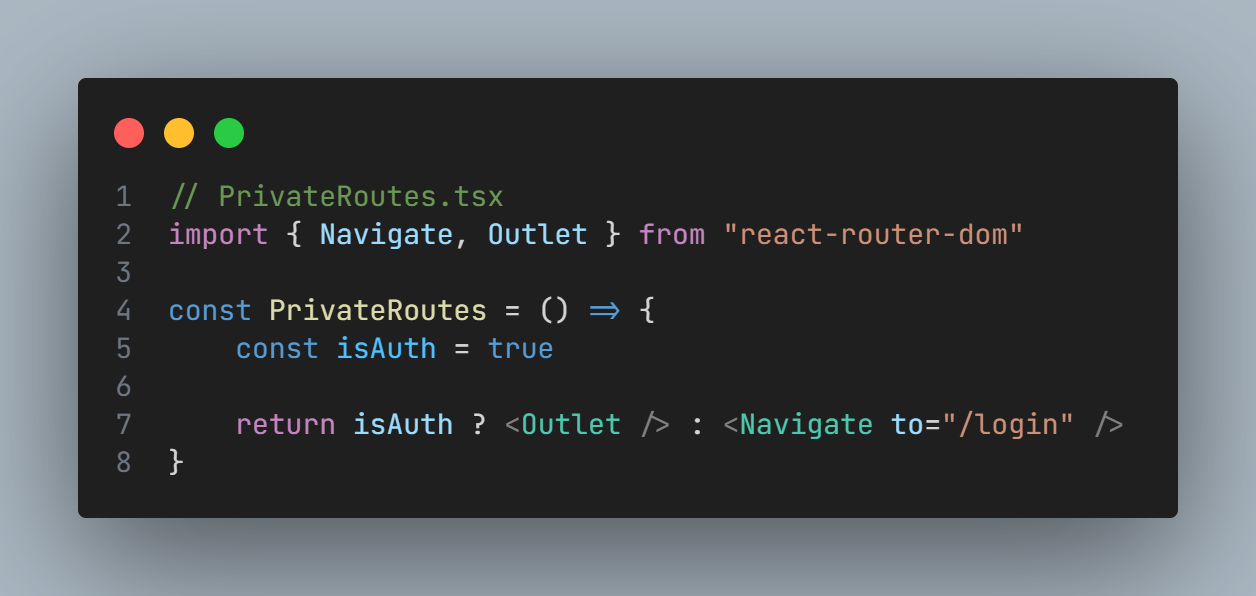 1 // PrivateRoutes.tsx
2 import { Navigate, Outlet } from "react-router-dom"
3
4 const PrivateRoutes = () => {
5     const isAuth = true
6
7     return isAuth ? <Outlet /> : <Navigate to="/login" />
8 }